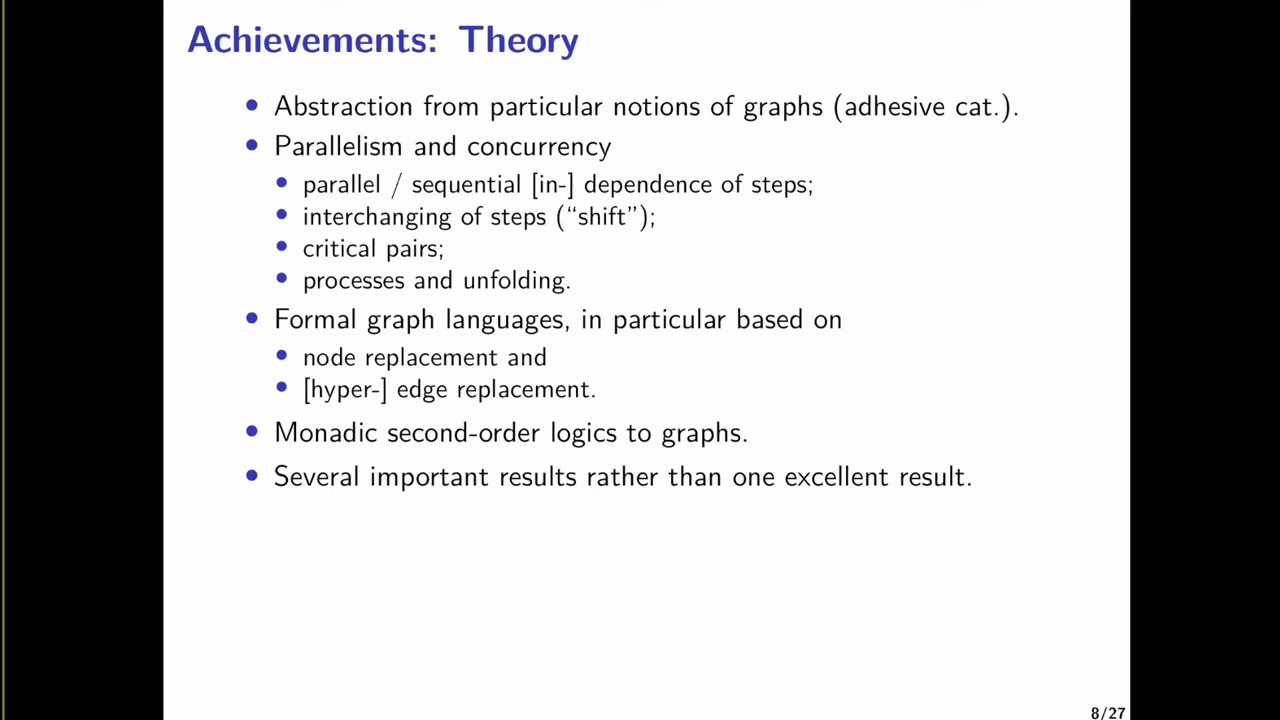 Achievements: Theory
• Abstraction from particular notions of graphs (adhesive cat.).
• Parallelism and concurrency
• parallel / sequential [in-] dependence of steps;
• interchanging of steps (“shift”);
• critical pairs;
• processes and unfolding.
• Formal graph languages, in particular based on
• node replacement and
• [hyper-] edge replacement.
• Monadic second-order logics to graphs.
• Several important results rather than one excellent result.
8/27